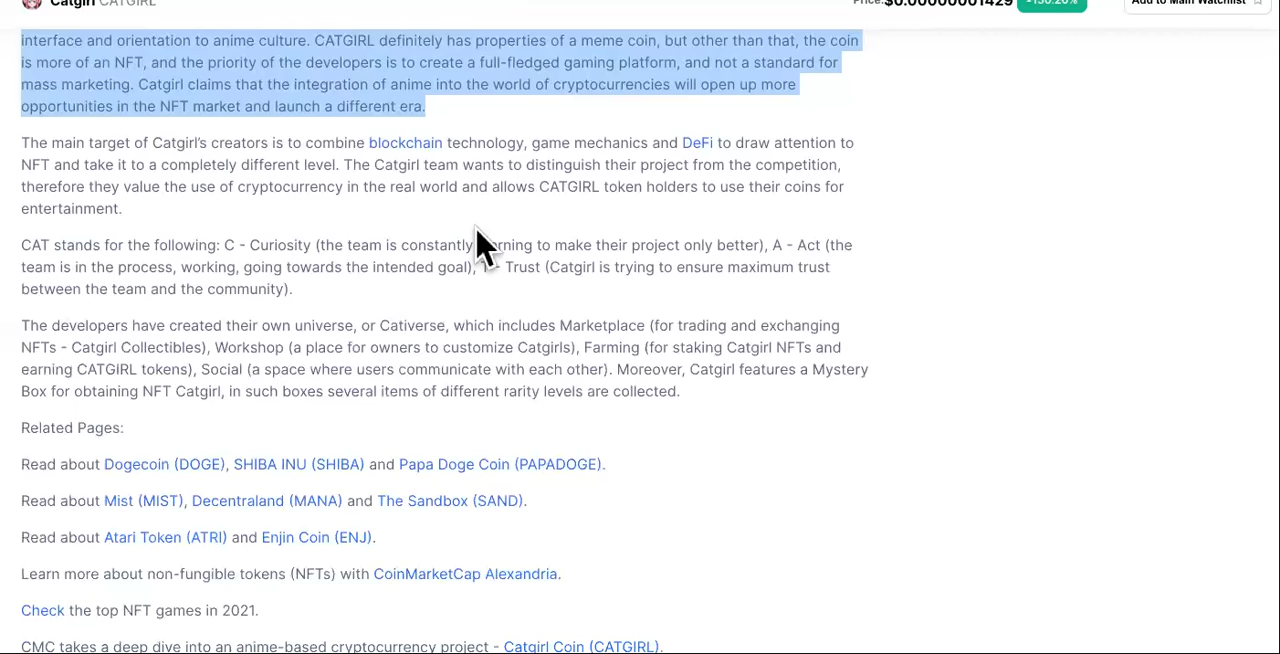 Catgirl CATGIRL
Price: $0.00000001429
Add to Main Watchlist
interface and orientation to anime culture. CATGIRL definitely has properties of a meme coin, but other than that, the coin
is more of an NFT, and the priority of the developers is to create a full-fledged gaming platform, and not a standard for
mass marketing. Catgirl claims that the integration of anime into the world of cryptocurrencies will open up more
opportunities in the NFT market and launch a different era.
The main target of Catgirl’s creators is to combine blockchain technology, game mechanics and DeFi to draw attention to
NFT and take it to a completely different level. The Catgirl team wants to distinguish their project from the competition,
therefore they value the use of cryptocurrency in the real world and allows CATGIRL token holders to use their coins for
entertainment.
CAT stands for the following: C - Curiosity (the team is constantly to make their project only better), A - Act (the
team is in the process, working, going towards the intended goal), - Trust (Catgirl is trying to ensure maximum trust
between the team and the community).
The developers have created their own universe, or Cativerse, which includes Marketplace (for trading and exchanging
NFTs - Catgirl Collectibles), Workshop (a place for owners to customize Catgirls), Farming (for staking Catgirl NFTs and
earning CATGIRL tokens), Social (a space where users communicate with each other). Moreover, Catgirl features a Mystery
Box for obtaining NFT Catgirl, in such boxes several items of different rarity levels are collected.
Related Pages:
Read about Dogecoin (DOGE), SHIBA INU (SHIBA) and Papa Doge Coin (PAPADOGE).
Read about Mist (MIST), Decentraland (MANA) and The Sandbox (SAND).
Read about Atari Token (ATRI) and Enjin Coin (ENJ).
Learn more about non-fungible tokens (NFTs) with CoinMarketCap Alexandria.
Check the top NFT games in 2021.
CMC takes a deep dive into an anime-based cryptocurrency project - Catgirl Coin (CATGIRL).